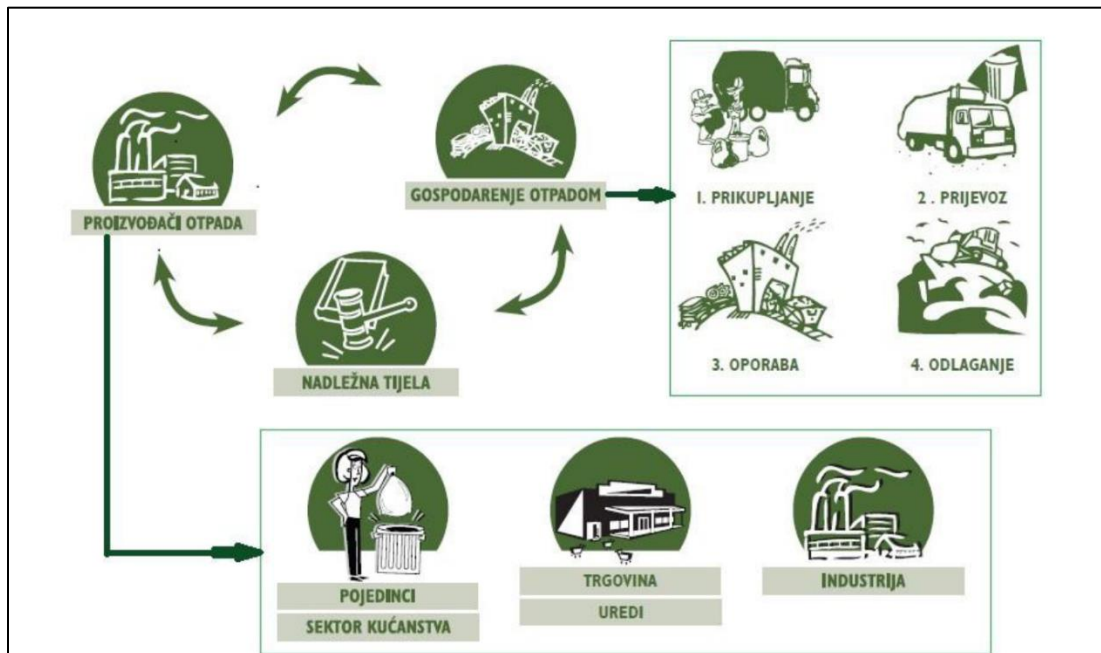 PROIZVOĐAČI OTPADA
GOSPODARENJE OTPADOM
NADLEŽNA TIJELA
1. PRIKUPLJANJE
2 . PRIJEVOZ
3. OPORABA
4. ODLAGANJE
POJEDINCI
SEKTOR KUĆANSTVA
TRGOVINA
UREDI
INDUSTRIJA